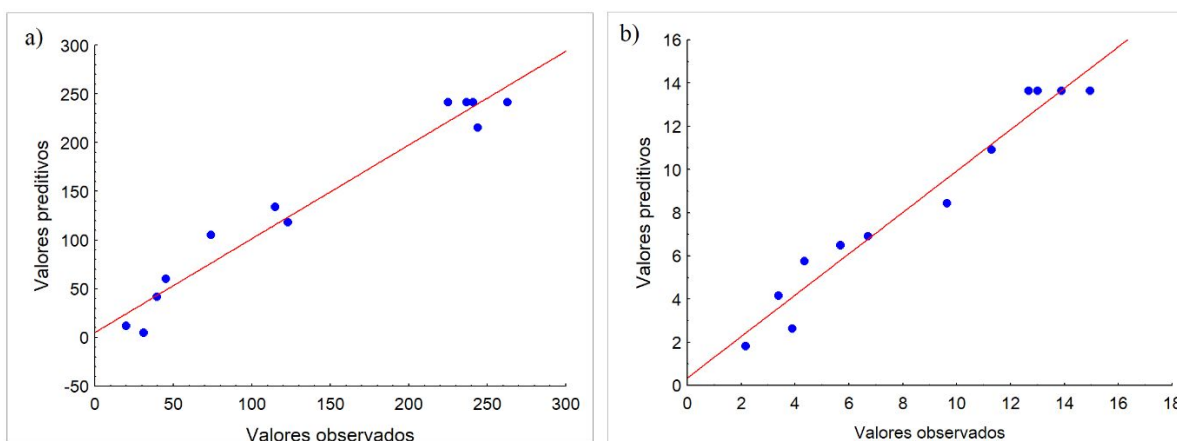 a)
300
250
200
150
100
50
0
-50
Valores preditivos
0 50 100 150 200 250 300
Valores observados
b)
16
14
12
10
8
6
4
2
0
Valores preditivos
0 2 4 6 8 10 12 14 16 18
Valores observados